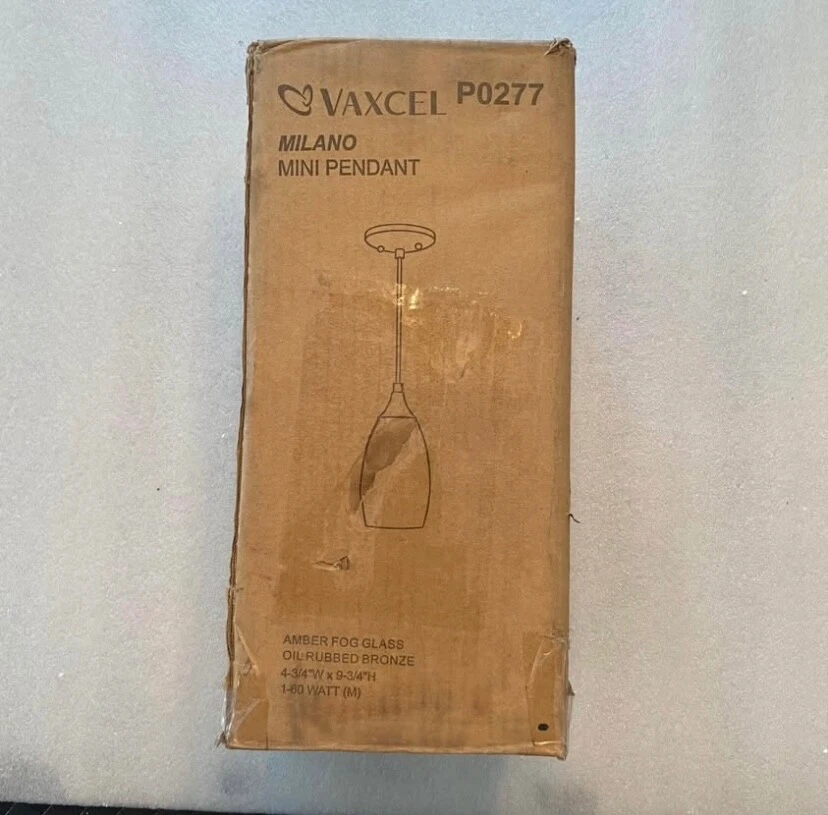 VAXCEL P0277
MILANO
MINI PENDANT
AMBER FOG GLASS
OIL RUBBED BRONZE
4-3/4"W x 9-3/4"H
1-60 WATT (M)